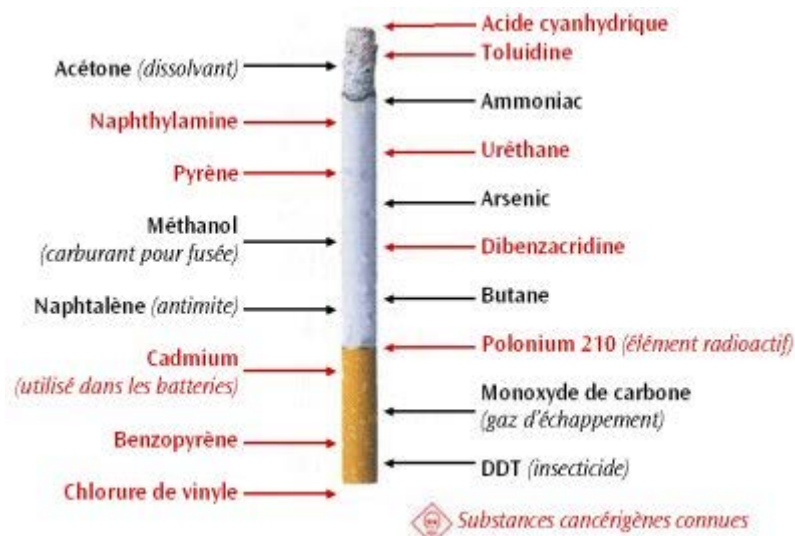 Acétone (dissolvant)
Naphthylamine
Pyrène
Méthanol
(carburant pour fusée)
Naphtalène (antimite)
Cadmium
(utilisé dans les batteries)
Benzopyrène
Chlorure de vinyle
Acide cyanhydrique
Toluidine
Ammoniac
Uréthane
Arsenic
Dibenzacridine
Butane
Polonium 210 (élément radioactif)
Monoxyde de carbone
(gaz d'échappement)
DDT (insecticide)
Substances cancérigènes connues